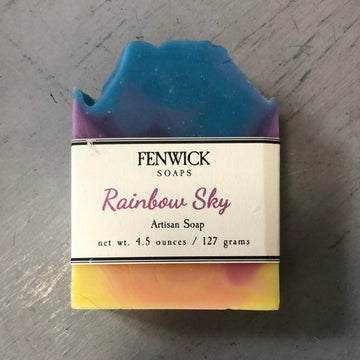 FENWICK
SOAPS
Rainbow Sky
Artisan Soap
net wt. 4.5 ounces / 127 grams